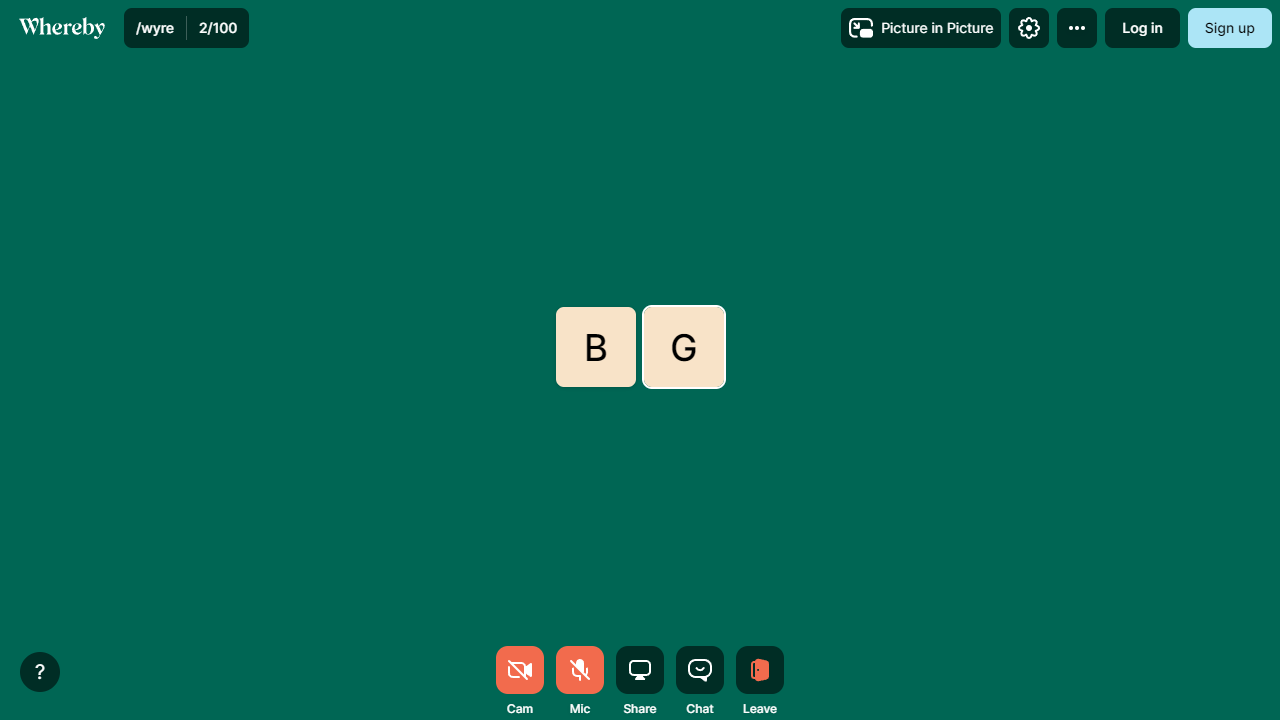 Whereby
/wyre 2/100
Picture in Picture
Log in
Sign up
B G
?
Cam Mic Share Chat Leave